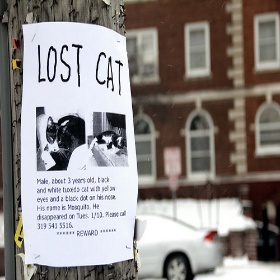 LOST CAT
Male, about 3 years old, black
and white tuxedo cat with yellow
eyes and a black dot on his nose.
His name is Mosquito. He
disappeared on Tues. 1/10. Please call
319 541 5516.
****** REWARD ******